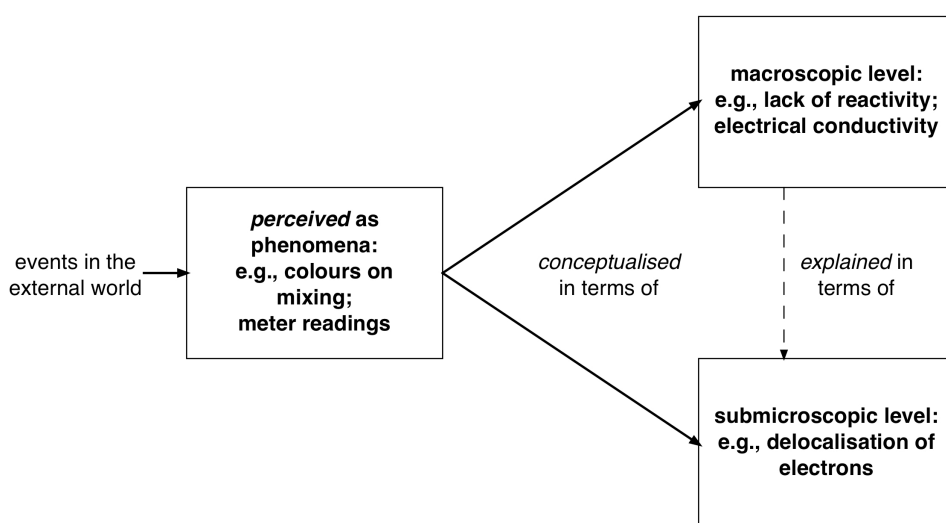 events in the
external world
perceived as
phenomena:
e.g., colours on
mixing;
meter readings
conceptualised
in terms of
macroscopic level:
e.g., lack of reactivity;
electrical conductivity
explained in
terms of
submicroscopic level:
e.g., delocalisation of
electrons